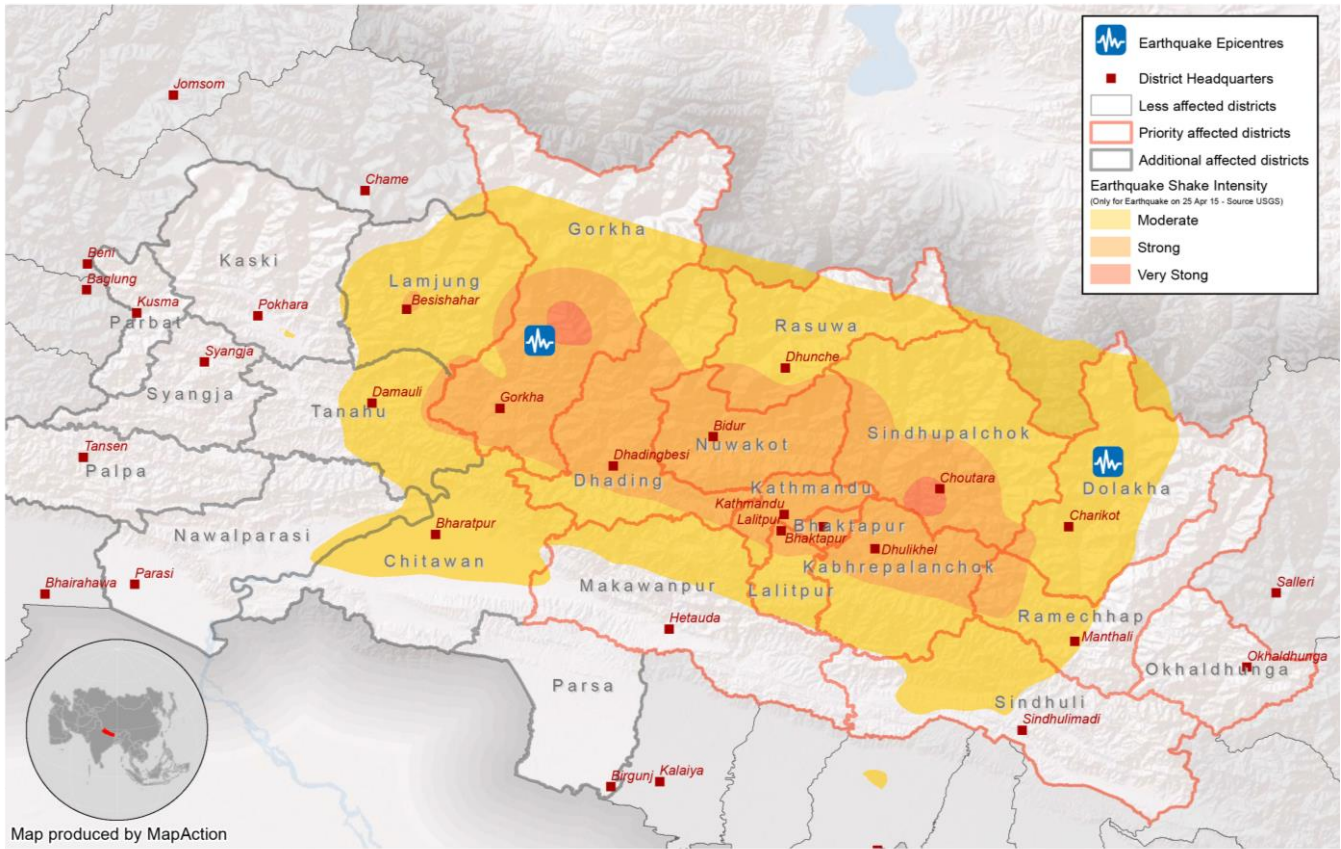 Earthquake Epicentres
District Headquarters
Less affected districts
Priority affected districts
Additional affected districts
Earthquake Shake Intensity
(Only for Earthquake on 25 Apr 15 - Source USGS)
Moderate
Strong
Very Stong
Jomsom
Chame
Gorkha
Beni
Kaski
Lamjung
Baglung
Besishahar
Kusma
Pokhara
Parbat
Rasuwa
Syangja
Dhunche
Syangja
Damauli
Tanahu
Gorkha
Bidur
Nuwakot
Sindhupalchok
Tansen
Palpa
Dhadingbesi
Dhading
Kathmandu
Choutara
Dolakha
Kathmandu
Lalitpur
Bhaktapur
Bhaktapur
Charikot
Nawalparasi
Bharatpur
Chitawan
Dhulikhel
Kabhrepalanchok
Bhairahawa
Parasi
Makawanpur
Lalitpur
Salleri
Hetauda
Ramechhap
Manthali
Okhaldhunga
Okhaldhunga
Parsa
Sindhuli
Sindhulimadi
Birgunj
Kalaiya
Map produced by MapAction